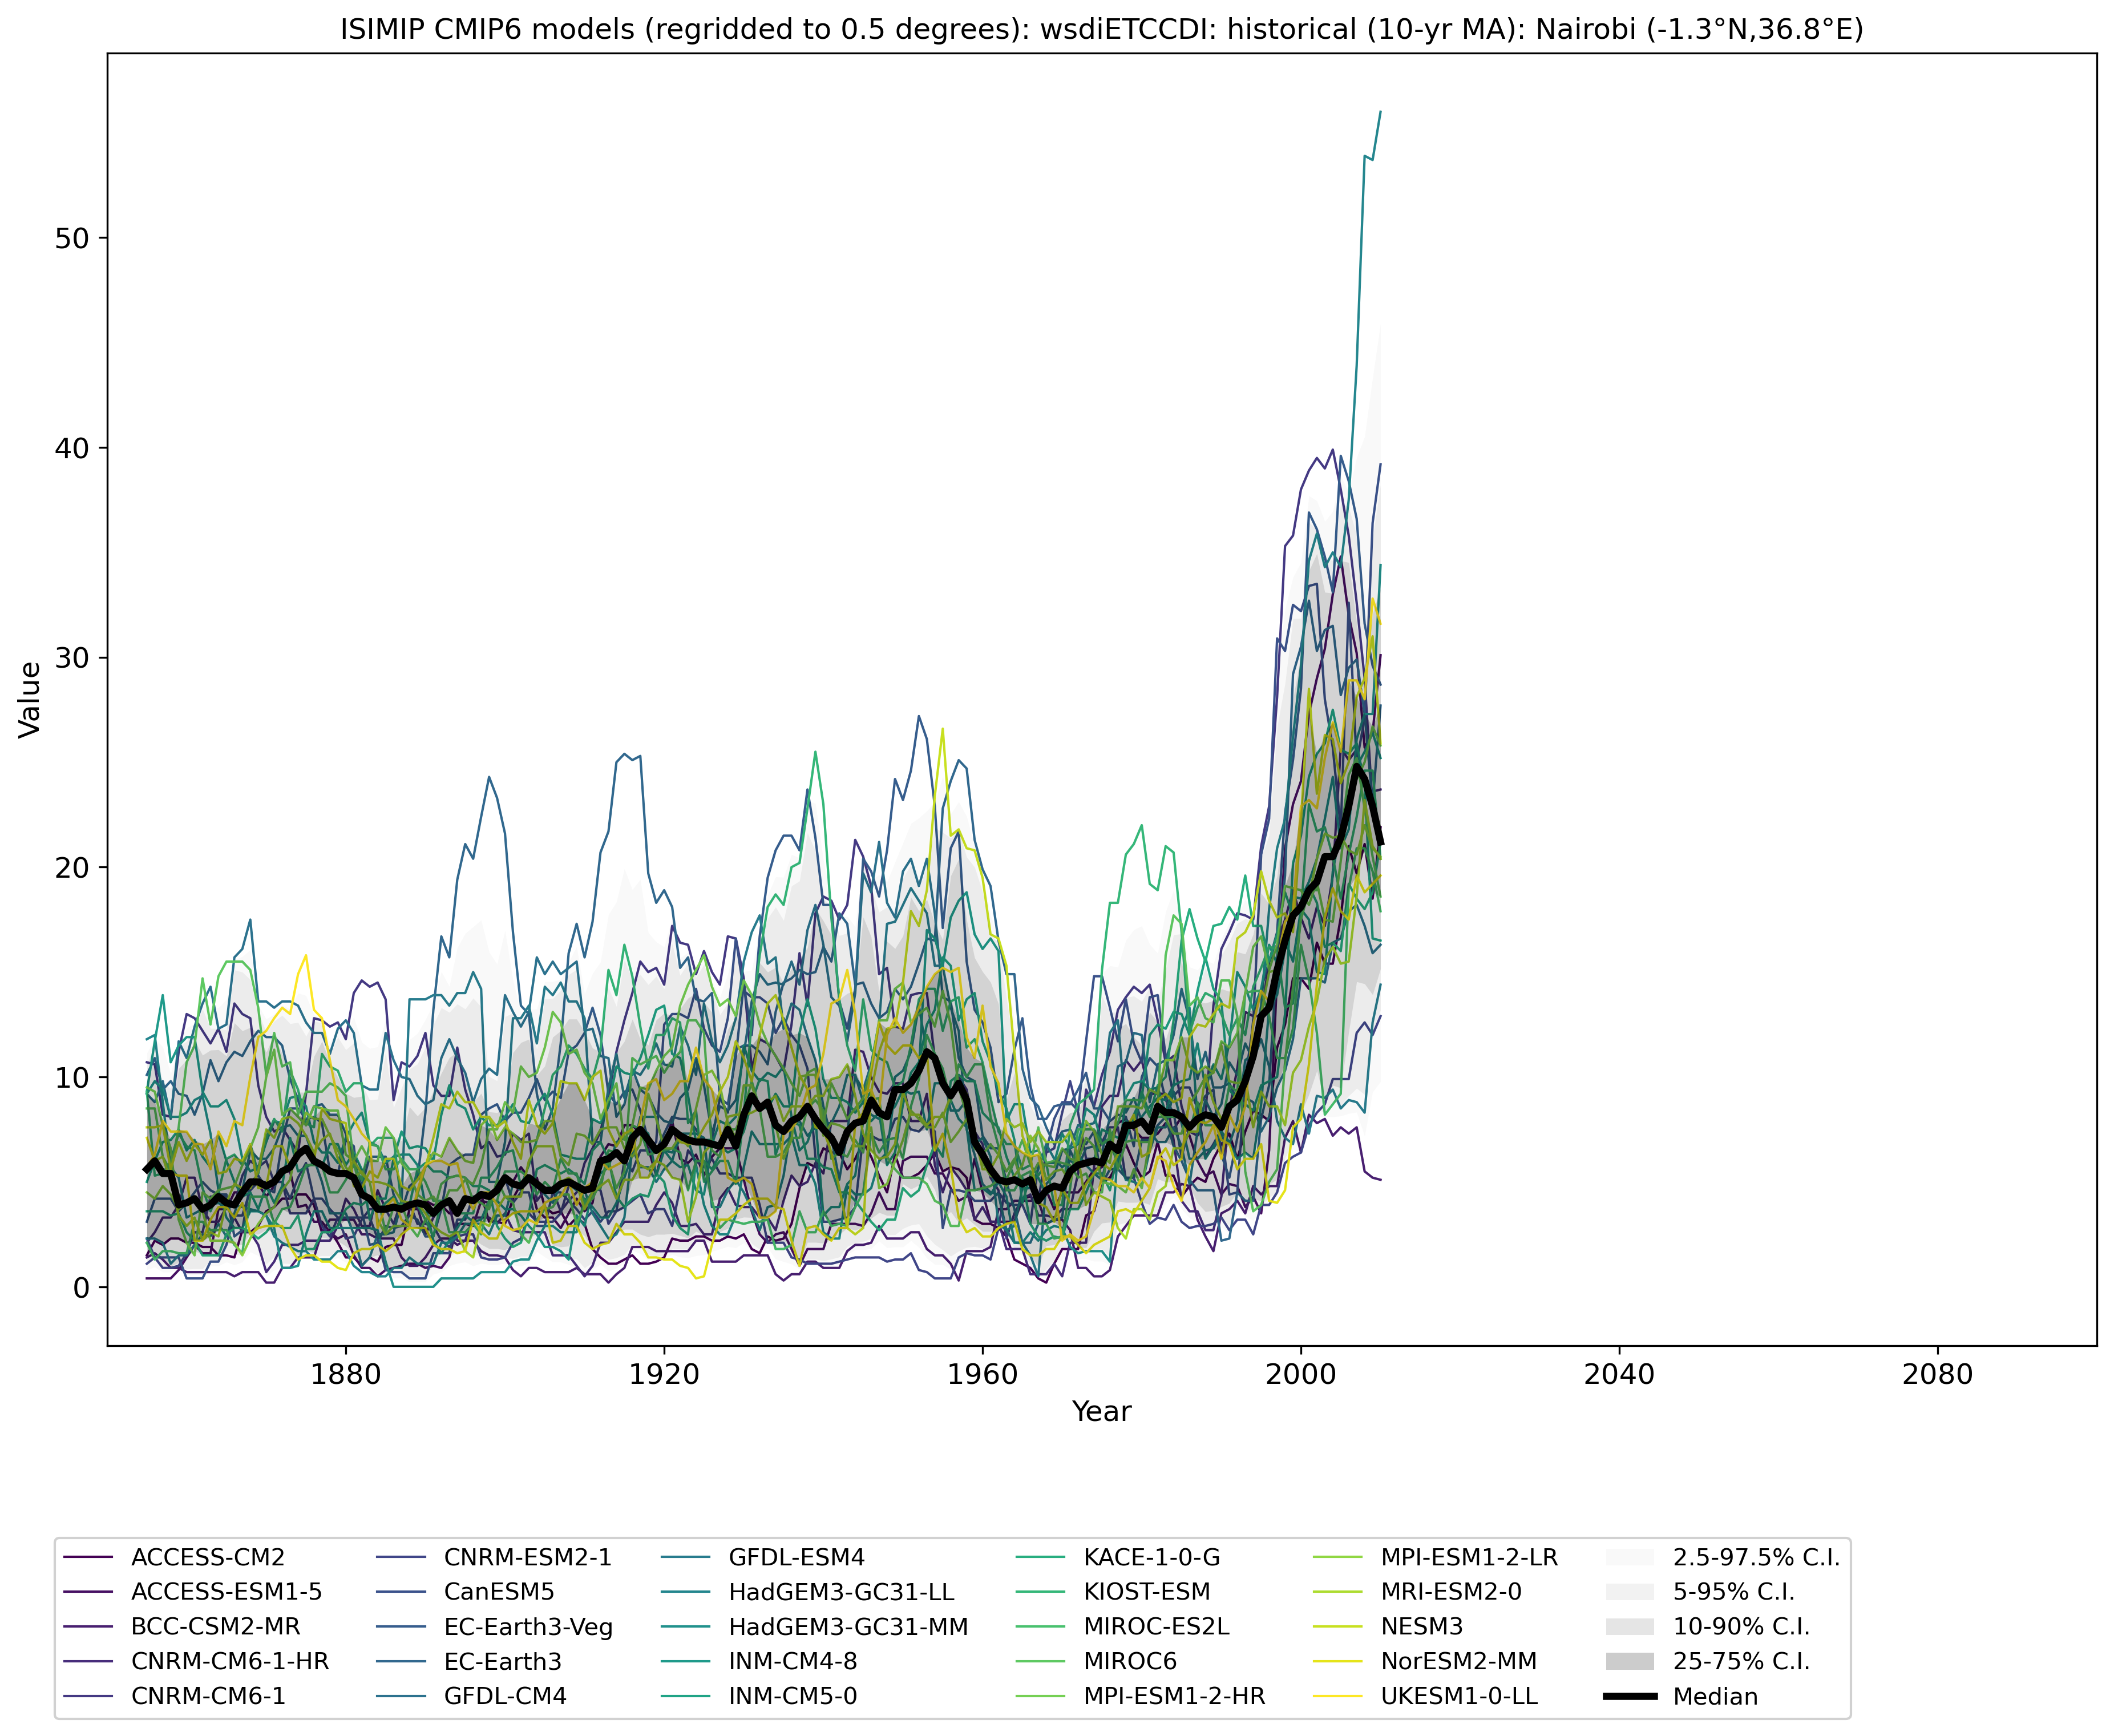 ISIMIP CMIP6 models (regridded to 0.5 degrees): wsdiETCCDI: historical (10-yr MA): Nairobi (-1.3°N,36.8°E)
50
40
30
20
10
0
Value
1880 1920 1960 2000 2040 2080
Year
ACCESS-CM2 CNRM-ESM2-1 GFDL-ESM4 KACE-1-0-G MPI-ESM1-2-LR 2.5-97.5% C.I.
ACCESS-ESM1-5 CanESM5 HadGEM3-GC31-LL KIOST-ESM MRI-ESM2-0 5-95% C.I.
BCC-CSM2-MR EC-Earth3-Veg HadGEM3-GC31-MM MIROC-ES2L NESM3 10-90% C.I.
CNRM-CM6-1-HR EC-Earth3 INM-CM4-8 MIROC6 NorESM2-MM 25-75% C.I.
CNRM-CM6-1 GFDL-CM4 INM-CM5-0 MPI-ESM1-2-HR UKESM1-0-LL Median